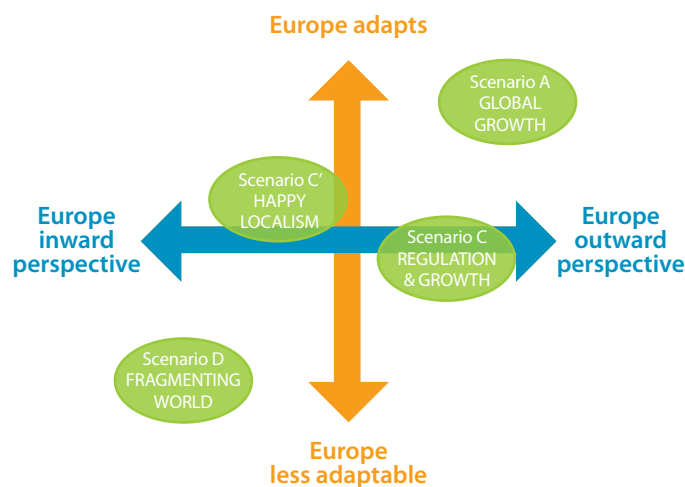 Europe adapts
Scenario A
GLOBAL
GROWTH
Scenario C’
HAPPY
LOCALISM
Europe
inward
perspective
Scenario C
REGULATION
& GROWTH
Europe
outward
perspective
Scenario D
FRAGMENTING
WORLD
Europe
less adaptable